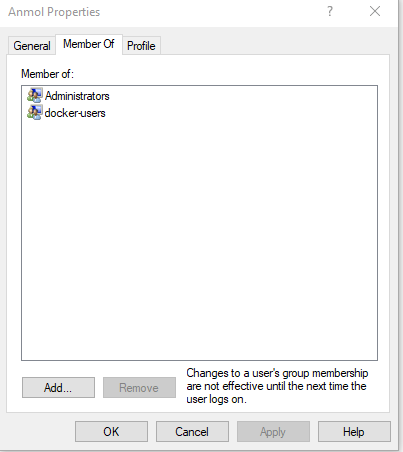 Anmol Properties
?
General
Member Of
Profile
Member of:
Administrators
docker-users
Add...
Remove
Changes to a user's group membership
are not effective until the next time the
user logs on.
OK
Cancel
Apply
Help